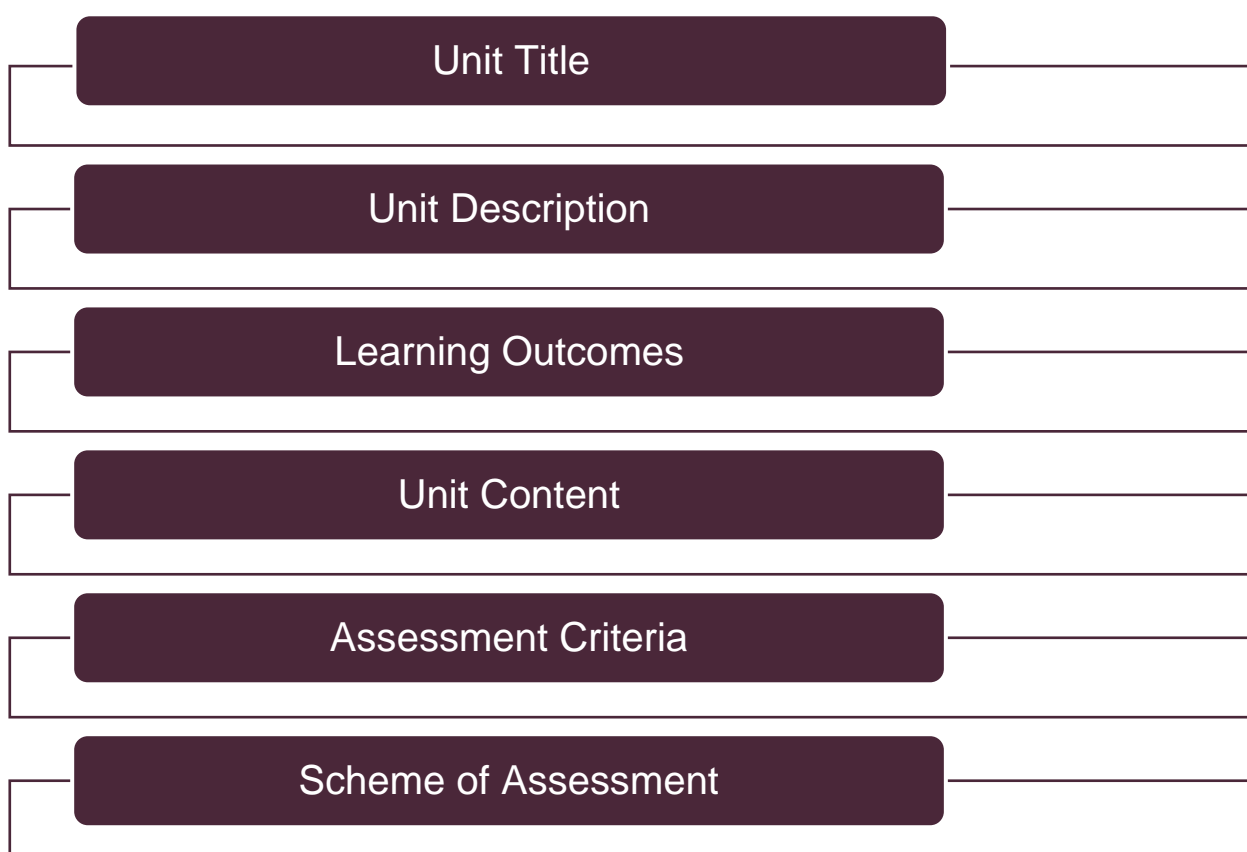 Unit Title
Unit Description
Learning Outcomes
Unit Content
Assessment Criteria
Scheme of Assessment